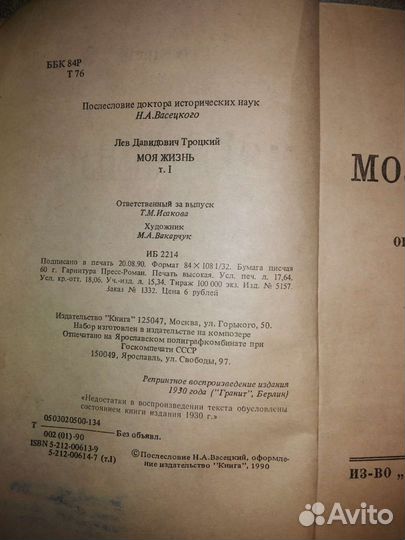 ББК 84Р
Т 76
Послесловие доктора исторических наук
Н.А.Васецкого
Лев Давидович Троцкий
МОЯ ЖИЗНЬ
т. I
Ответственный за выпуск
Т.М.Исакова
Художник
М.А.Вакарчук
ИБ 2214
Подписано в печать 20.08.90. Формат 84 X 108 1/32. Бумага писчая
60 г. Гарнитура Пресс-Роман. Печать высокая. Усл. печ. л. 17,64.
Усл. кр.-отт. 18,06. Уч.-изд. л. 15,34. Тираж 100 000 экз. Изд. № 5157.
Заказ № 1332. Цена 6 рублей
Издательство "Книга" 125047, Москва, ул. Горького, 50.
Набор изготовлен в издательстве на композере
Отпечатано на Ярославском полиграфкомбинате при
Госкомпечати СССР
150049, Ярославль, ул. Свободы, 97.
Репринтное воспроизведение издания
1930 года ("Гранит", Берлин)
«Недостатки в воспроизведении текста обусловлены
состоянием книги издания 1930 г.»
Т 0503020500-134
002 (01)-90 — Без объявл.
ISBN 5-212-00613-9
5-212-00614-7 (т.I)
© Послесловие Н.А.Васецкий, оформле-
ние издательство "Книга", 1990
МО
ИЗ-ВО „
Avito